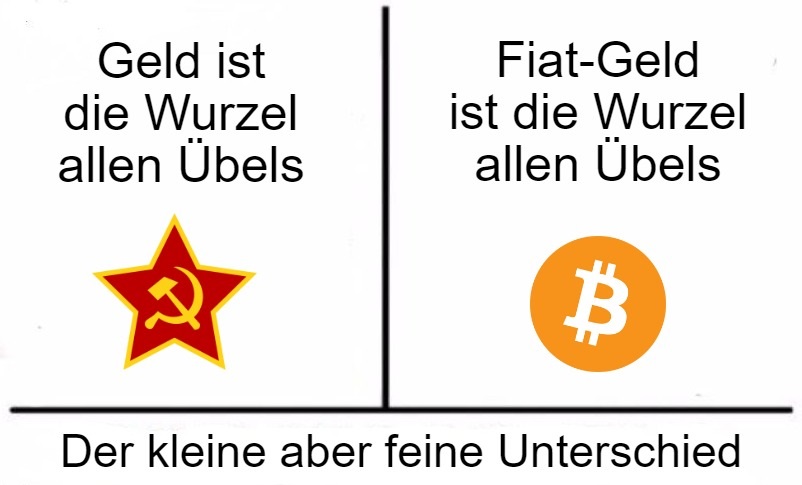 Geld ist
die Wurzel
allen Übels
Fiat-Geld
ist die Wurzel
allen Übels
Der kleine aber feine Unterschied